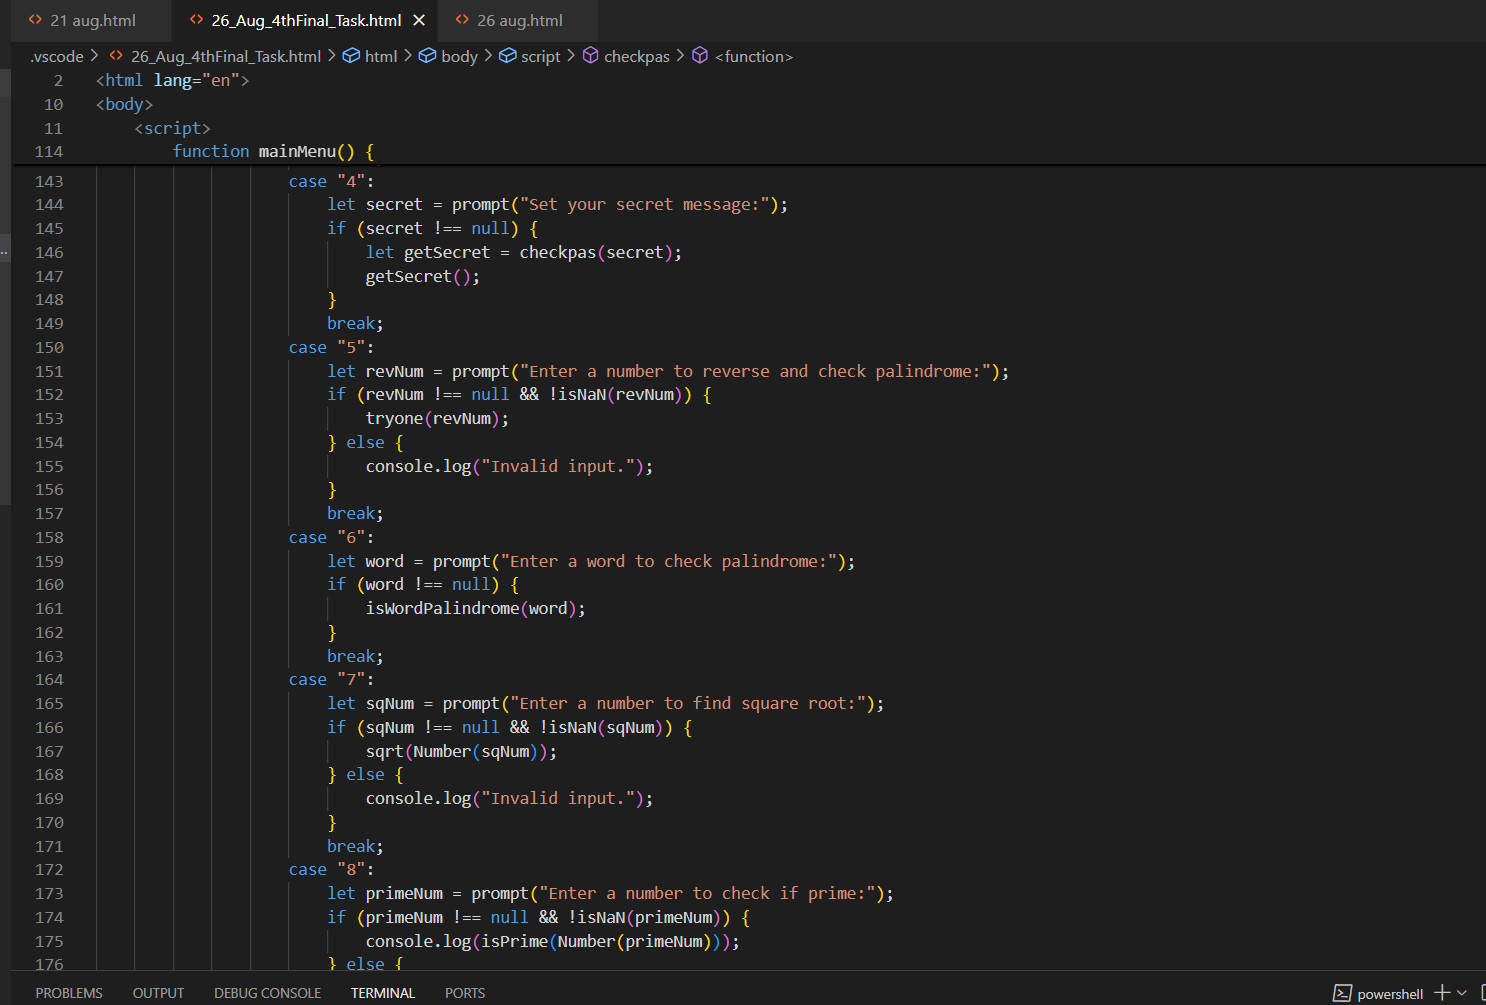 21 aug.html
26_Aug_4thFinal_Task.html
26 aug.html
.vscode > 26_Aug_4thFinal_Task.html > html > body > script > checkpas > <function>
2 <html lang="en">
10 <body>
11 <script>
114 function mainMenu() {
143 case "4":
144 let secret = prompt("Set your secret message:");
145 if (secret !== null) {
146 let getSecret = checkpas(secret);
147 getSecret();
148 }
149 break;
150 case "5":
151 let revNum = prompt("Enter a number to reverse and check palindrome:");
152 if (revNum !== null && !isNaN(revNum)) {
153 tryone(revNum);
154 } else {
155 console.log("Invalid input.");
156 }
157 break;
158 case "6":
159 let word = prompt("Enter a word to check palindrome:");
160 if (word !== null) {
161 isWordPalindrome(word);
162 }
163 break;
164 case "7":
165 let sqNum = prompt("Enter a number to find square root:");
166 if (sqNum !== null && !isNaN(sqNum)) {
167 sqrt(Number(sqNum));
168 } else {
169 console.log("Invalid input.");
170 }
171 break;
172 case "8":
173 let primeNum = prompt("Enter a number to check if prime:");
174 if (primeNum !== null && !isNaN(primeNum)) {
175 console.log(isPrime(Number(primeNum)));
176 } else {
PROBLEMS OUTPUT DEBUG CONSOLE TERMINAL PORTS powershell